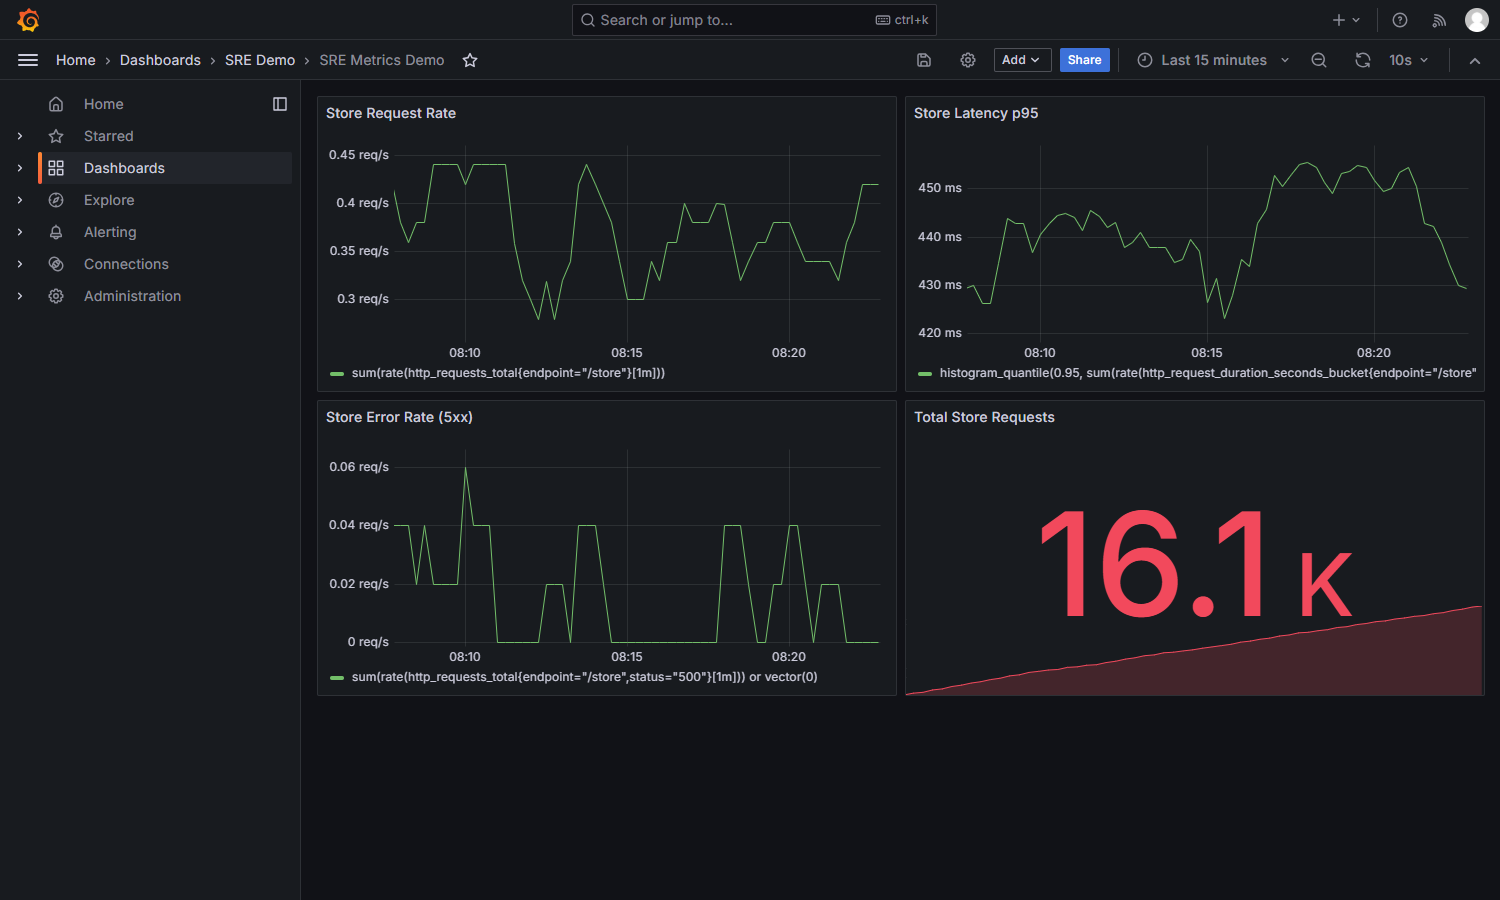 Search or jump to...
ctrl+k
Home › Dashboards › SRE Demo › SRE Metrics Demo
Add
Share
Last 15 minutes
10s
Home
Starred
Dashboards
Explore
Alerting
Connections
Administration
Store Request Rate
0.45 req/s
0.4 req/s
0.35 req/s
0.3 req/s
08:10 08:15 08:20
sum(rate(http_requests_total{endpoint="/store"}[1m]))
Store Latency p95
450 ms
440 ms
430 ms
420 ms
08:10 08:15 08:20
histogram_quantile(0.95, sum(rate(http_request_duration_seconds_bucket{endpoint="/store"
Store Error Rate (5xx)
0.06 req/s
0.04 req/s
0.02 req/s
0 req/s
08:10 08:15 08:20
sum(rate(http_requests_total{endpoint="/store",status="500"}[1m])) or vector(0)
Total Store Requests
16.1 K